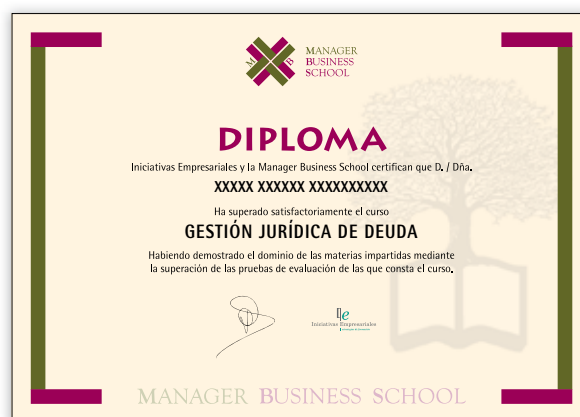 M B
MANAGER
BUSINESS
SCHOOL
DIPLOMA
Iniciativas Empresariales y la Manager Business School certifican que D. / Dña.
XXXXX XXXXXX XXXXXXXXXX
Ha superado satisfactoriamente el curso
GESTIÓN JURÍDICA DE DEUDA
Habiendo demostrado el dominio de las materias impartidas mediante
la superación de las pruebas de evaluación de las que consta el curso.
Ie
Iniciativas Empresariales
MANAGER BUSINESS SCHOOL